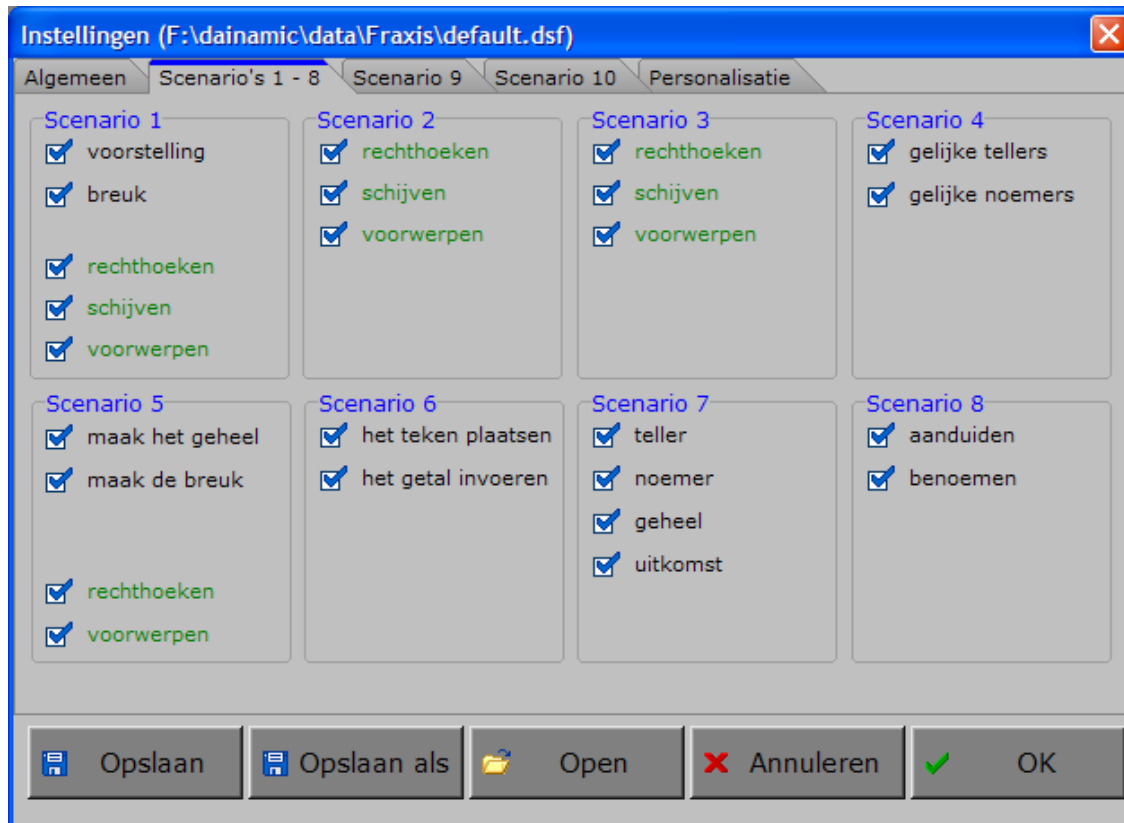 Instellingen (F:\dainamic\data\Fraxis\default.dsf)
Algemeen
Scenario's 1 - 8
Scenario 9
Scenario 10
Personalisatie
Scenario 1
voorstelling
breuk
rechthoeken
schijven
voorwerpen
Scenario 2
rechthoeken
schijven
voorwerpen
Scenario 3
rechthoeken
schijven
voorwerpen
Scenario 4
gelijke tellers
gelijke noemers
Scenario 5
maak het geheel
maak de breuk
rechthoeken
voorwerpen
Scenario 6
het teken plaatsen
het getal invoeren
Scenario 7
teller
noemer
geheel
uitkomst
Scenario 8
aanduiden
benoemen
Opslaan
Opslaan als
Open
Annuleren
OK